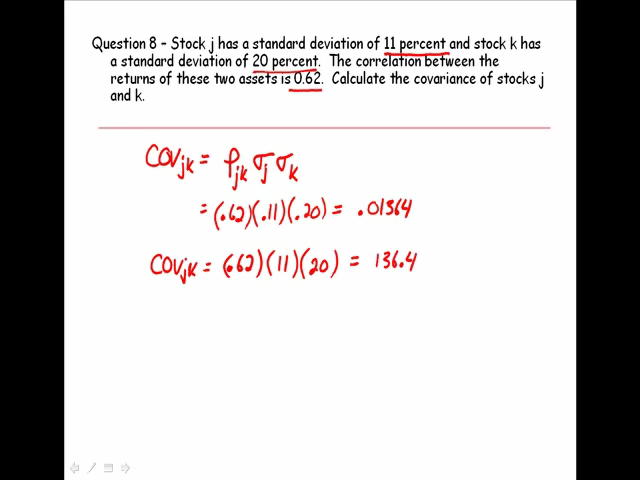 Question 8 – Stock j has a standard deviation of 11 percent and stock k has
a standard deviation of 20 percent. The correlation between the
returns of these two assets is 0.62. Calculate the covariance of stocks j
and k.
COVjk = ρjk σj σk
= (.62)(.11)(.20) = .01364
COVjk = (.62)(11)(20) = 136.4